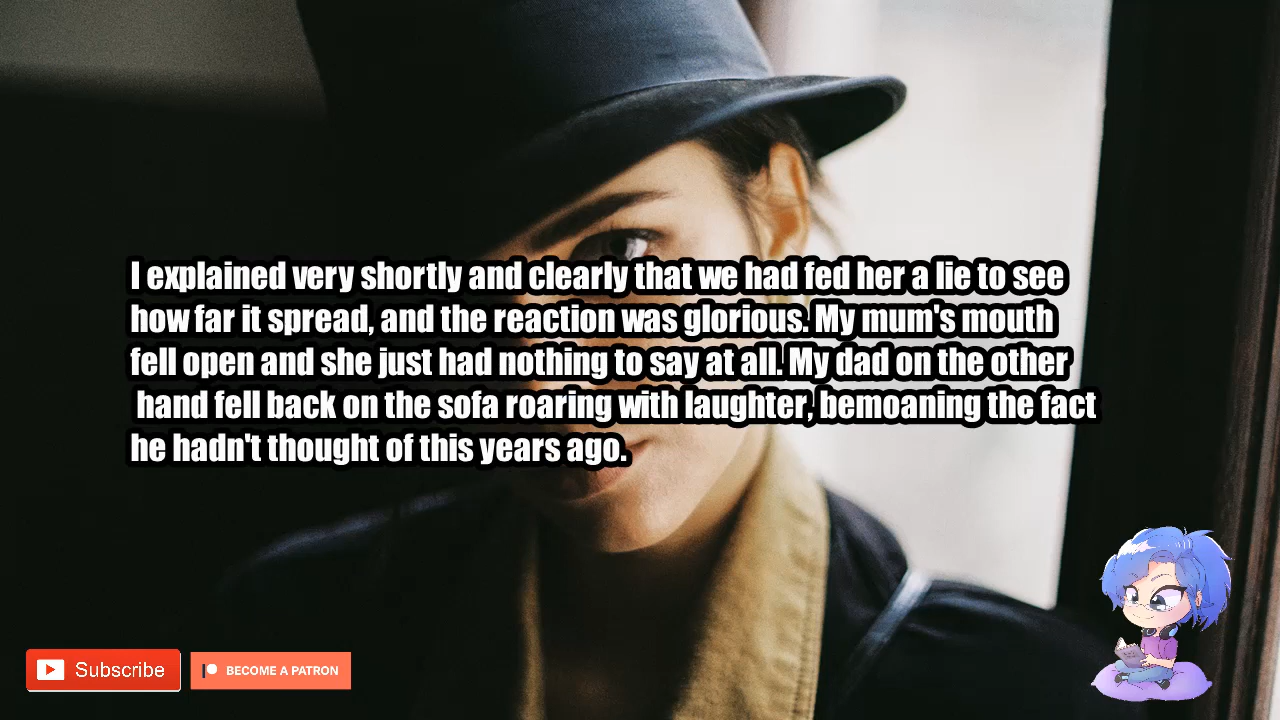 I explained very shortly and clearly that we had fed her a lie to see
how far it spread, and the reaction was glorious. My mum's mouth
fell open and she just had nothing to say at all. My dad on the other
hand fell back on the sofa roaring with laughter, bemoaning the fact
he hadn't thought of this years ago.
Subscribe
BECOME A PATRON